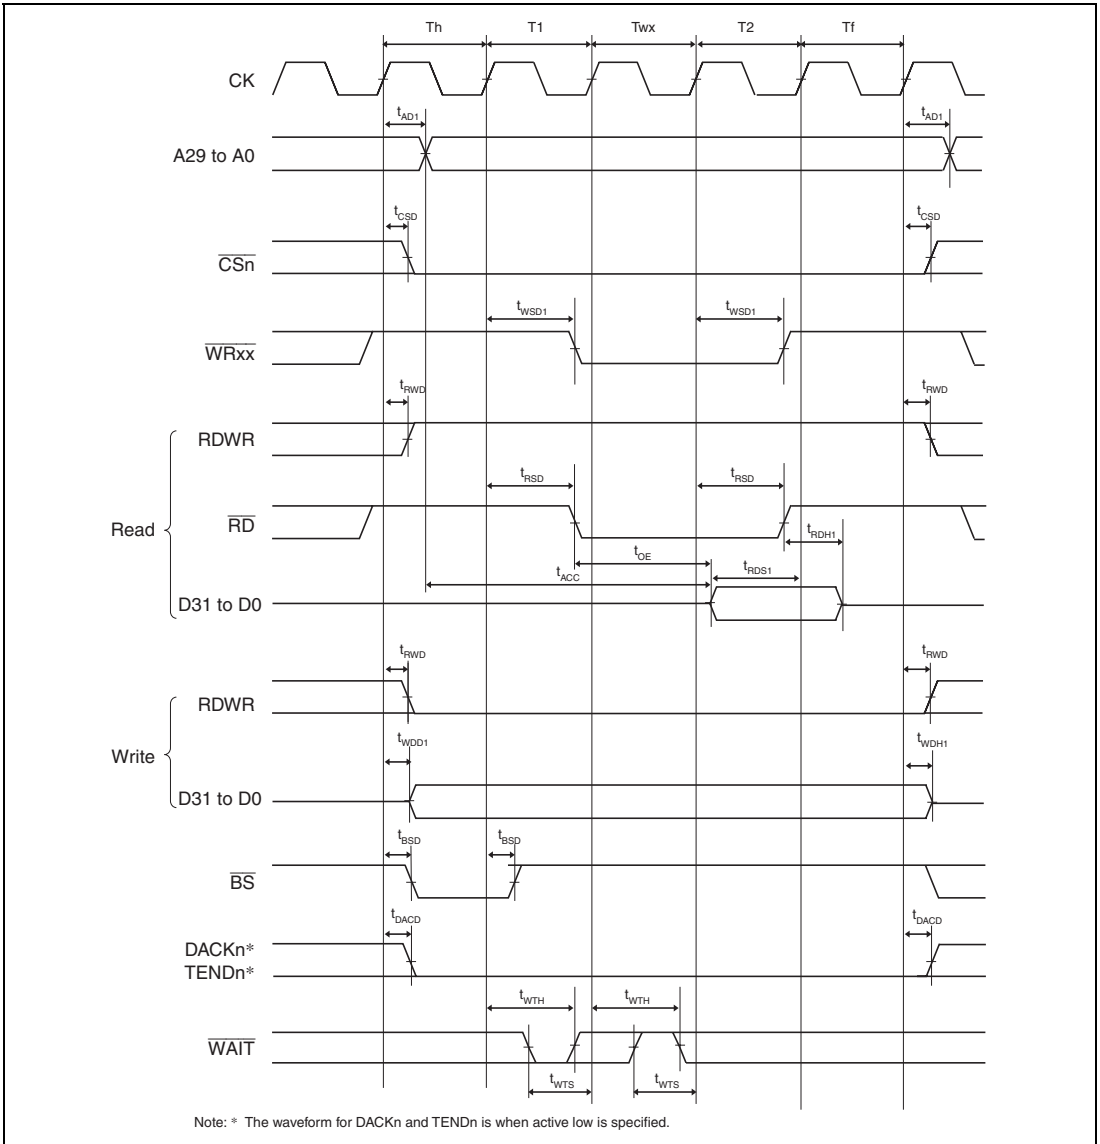 Th T1 Twx T2 Tf
CK
tAD1 tAD1
A29 to A0
tCSD tCSD
CSn
tWSD1 tWSD1
WRxx
tRWD tRWD
RDWR
tRSD tRSD
Read
RD
tRDH1
tOE
tACC tRDS1
D31 to D0
tRWD tRWD
RDWR
tWDD1 tWDH1
Write
D31 to D0
tBSD tBSD
BS
tDACD tDACD
DACKn*
TENDn*
tWTH tWTH
WAIT
tWTS tWTS
Note: * The waveform for DACKn and TENDn is when active low is specified.